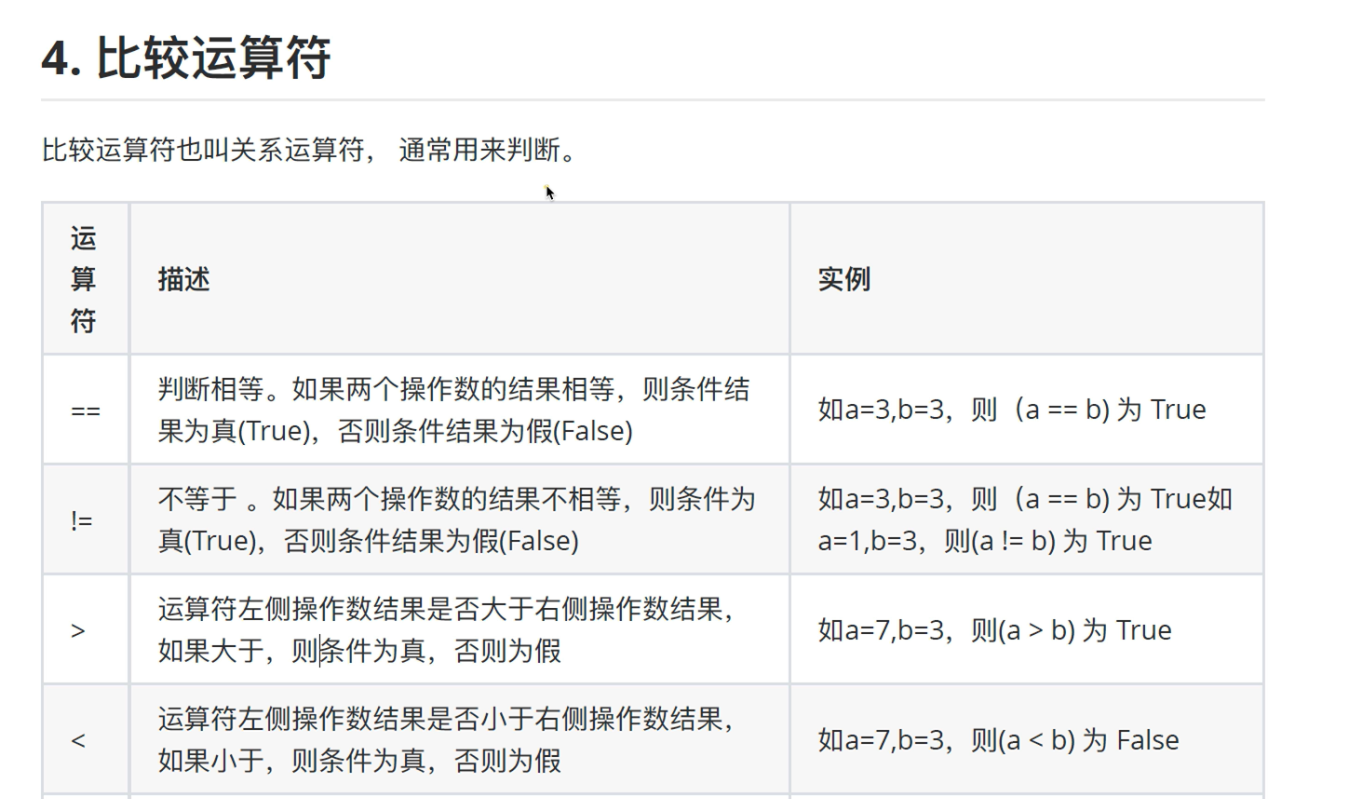 4. 比较运算符
比较运算符也叫关系运算符， 通常用来判断。
运
算
符
描述
实例
==
判断相等。如果两个操作数的结果相等，则条件结
果为真(True)，否则条件结果为假(False)
如a=3,b=3，则（a == b) 为 True
!=
不等于 。如果两个操作数的结果不相等，则条件为
真(True)，否则条件结果为假(False)
如a=3,b=3，则（a == b) 为 True如
a=1,b=3，则(a != b) 为 True
>
运算符左侧操作数结果是否大于右侧操作数结果，
如果大于，则条件为真，否则为假
如a=7,b=3，则(a > b) 为 True
<
运算符左侧操作数结果是否小于右侧操作数结果，
如果小于，则条件为真，否则为假
如a=7,b=3，则(a < b) 为 False